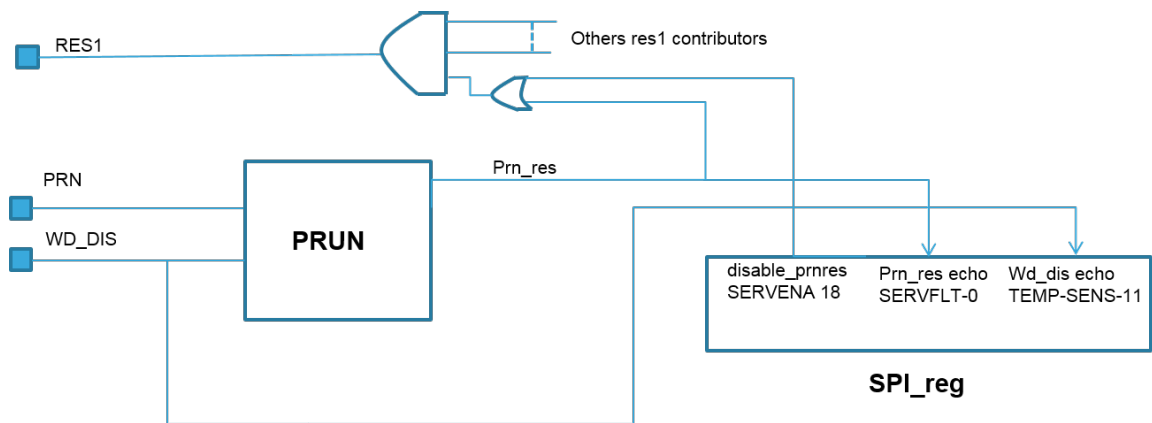 RES1
Others res1 contributors
PRN
WD_DIS
PRUN
Prn_res
disable_prnres
SERVENA 18
Prn_res echo
SERVFLT-0
Wd_dis echo
TEMP-SENS-11
SPI_reg